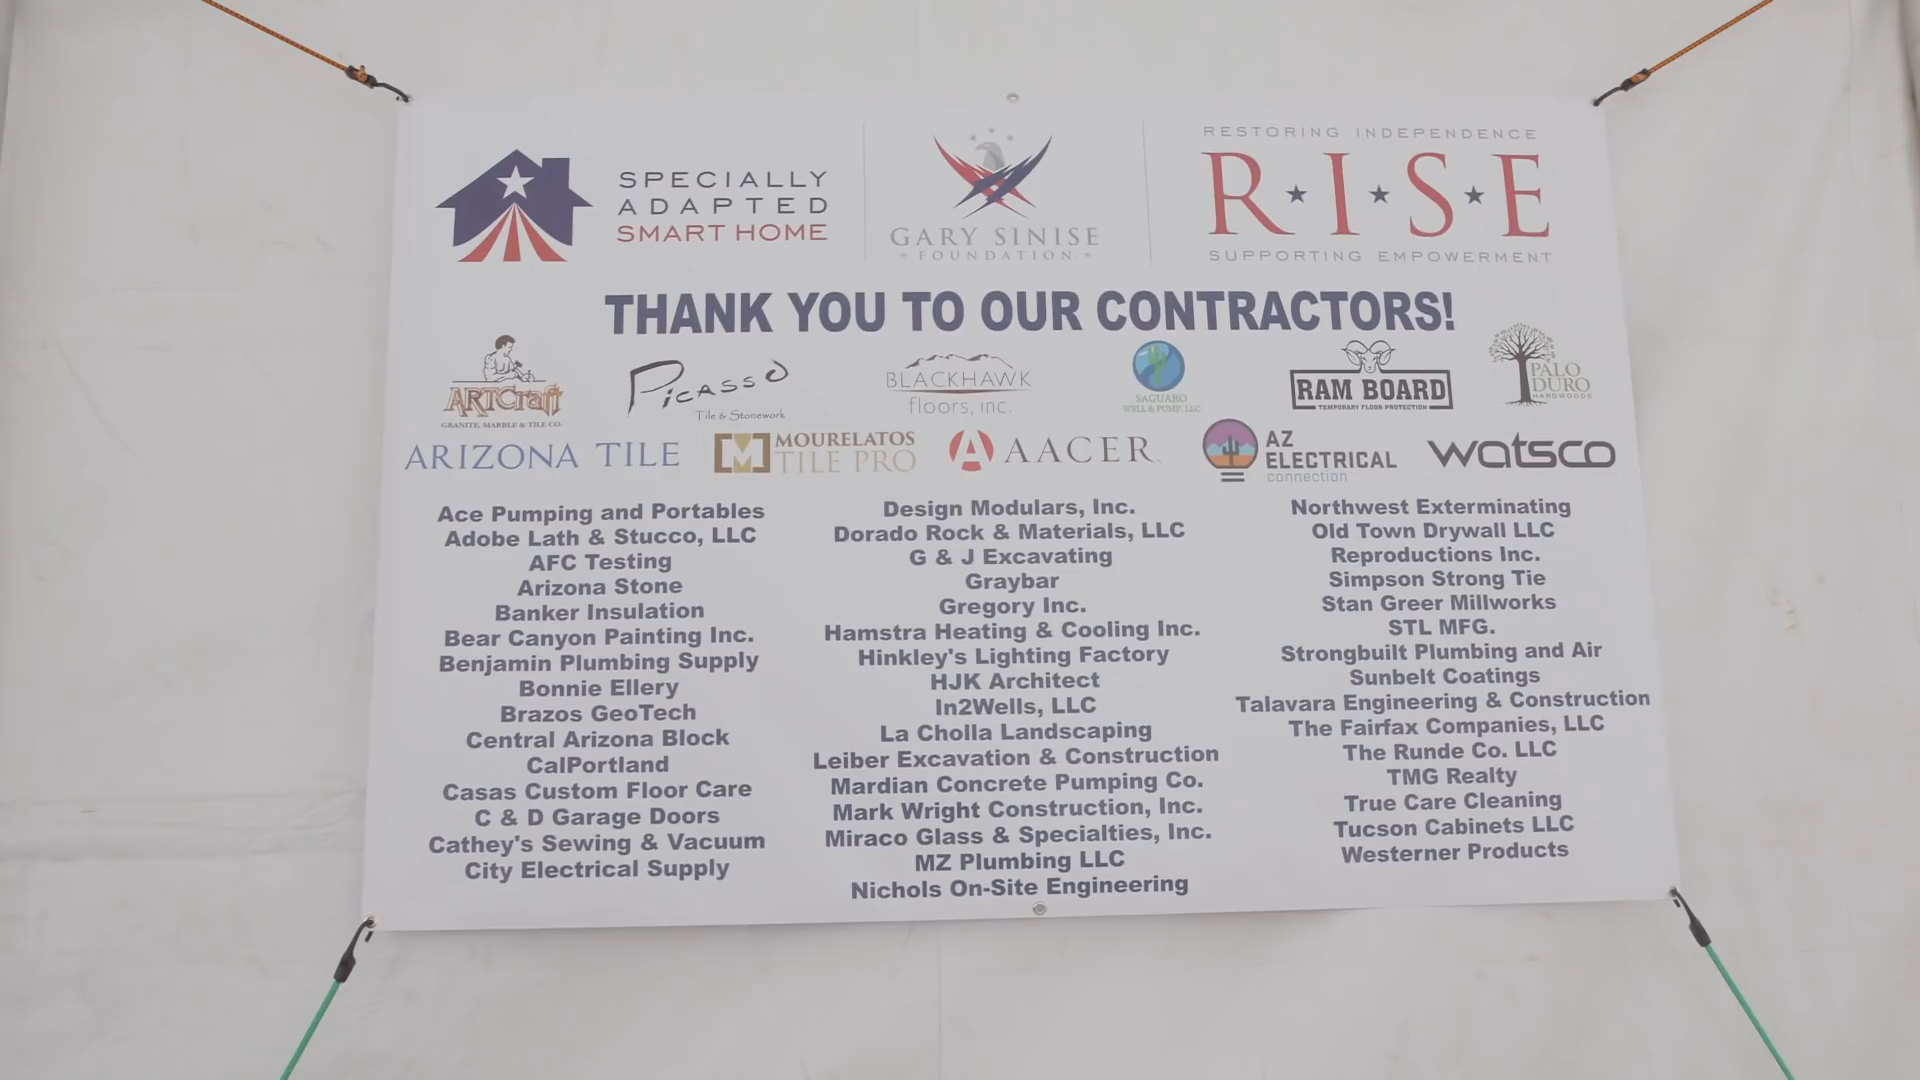 SPECIALLY
ADAPTED
SMART HOME
GARY SINISE
FOUNDATION
RESTORING INDEPENDENCE
R★I★S★E
SUPPORTING EMPOWERMENT
THANK YOU TO OUR CONTRACTORS!
ARTCraft
GRANITE, MARBLE & TILE CO.
Picasso
Tile & Stonework
BLACKHAWK
floors, inc.
SAGUARO
WELL & PUMP, LLC
RAM BOARD
TEMPORARY FLOOR PROTECTION
PALO
DURO
HARDWOODS
ARIZONA TILE
MOURELATOS
TILE PRO
AACER
AZ
ELECTRICAL
connection
watsco
Ace Pumping and Portables
Adobe Lath & Stucco, LLC
AFC Testing
Arizona Stone
Banker Insulation
Bear Canyon Painting Inc.
Benjamin Plumbing Supply
Bonnie Ellery
Brazos GeoTech
Central Arizona Block
CalPortland
Casas Custom Floor Care
C & D Garage Doors
Cathey's Sewing & Vacuum
City Electrical Supply
Design Modulars, Inc.
Dorado Rock & Materials, LLC
G & J Excavating
Graybar
Gregory Inc.
Hamstra Heating & Cooling Inc.
Hinkley's Lighting Factory
HJK Architect
In2Wells, LLC
La Cholla Landscaping
Leiber Excavation & Construction
Mardian Concrete Pumping Co.
Mark Wright Construction, Inc.
Miraco Glass & Specialties, Inc.
MZ Plumbing LLC
Nichols On-Site Engineering
Northwest Exterminating
Old Town Drywall LLC
Reproductions Inc.
Simpson Strong Tie
Stan Greer Millworks
STL MFG.
Strongbuilt Plumbing and Air
Sunbelt Coatings
Talavara Engineering & Construction
The Fairfax Companies, LLC
The Runde Co. LLC
TMG Realty
True Care Cleaning
Tucson Cabinets LLC
Westerner Products